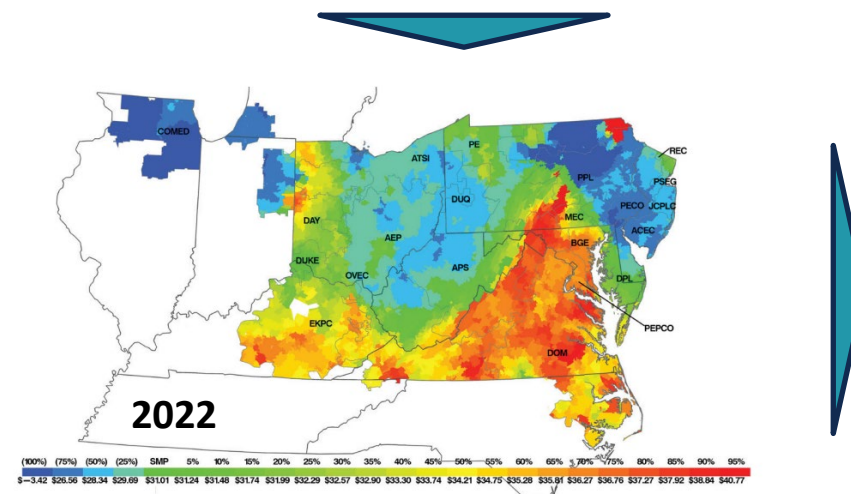 COMED
ATSI
PE
REC
PPL
PSEG
DUQ
PECO
JCPLC
DAY
MEC
ACEC
AEP
BGE
DUKE
OVEC
APS
DPL
EKPC
PEPCO
DOM
2022
(100%) (75%) (50%) (25%) SMP 5% 10% 15% 20% 25% 30% 35% 40% 45% 50% 55% 60% 65% 70% 75% 80% 85% 90% 95%
$−3.42 $26.56 $28.34 $29.69 $31.01 $31.24 $31.48 $31.74 $31.99 $32.29 $32.57 $32.90 $33.30 $33.74 $34.21 $34.75 $35.28 $35.81 $36.27 $36.76 $37.27 $37.92 $38.84 $40.77